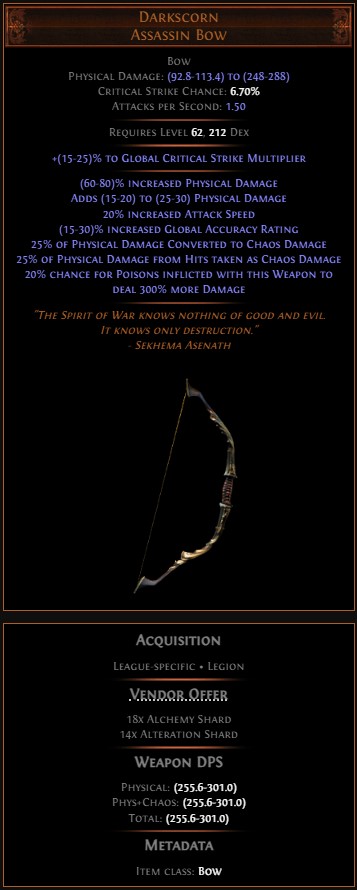 Darkscorn
Assassin Bow
Bow
Physical Damage: (92.8-113.4) to (248-288)
Critical Strike Chance: 6.70%
Attacks per Second: 1.50
Requires Level 62, 212 Dex
+(15-25)% to Global Critical Strike Multiplier
(60-80)% increased Physical Damage
Adds (15-20) to (25-30) Physical Damage
20% increased Attack Speed
(15-30)% increased Global Accuracy Rating
25% of Physical Damage Converted to Chaos Damage
25% of Physical Damage from Hits taken as Chaos Damage
20% chance for Poisons inflicted with this Weapon to
deal 300% more Damage
"The Spirit of War knows nothing of good and evil.
It knows only destruction."
- Sekhema Asenath
Acquisition
League-specific • Legion
Vendor Offer
18x Alchemy Shard
14x Alteration Shard
Weapon DPS
Physical: (255.6-301.0)
Phys+Chaos: (255.6-301.0)
Total: (255.6-301.0)
Metadata
Item class: Bow